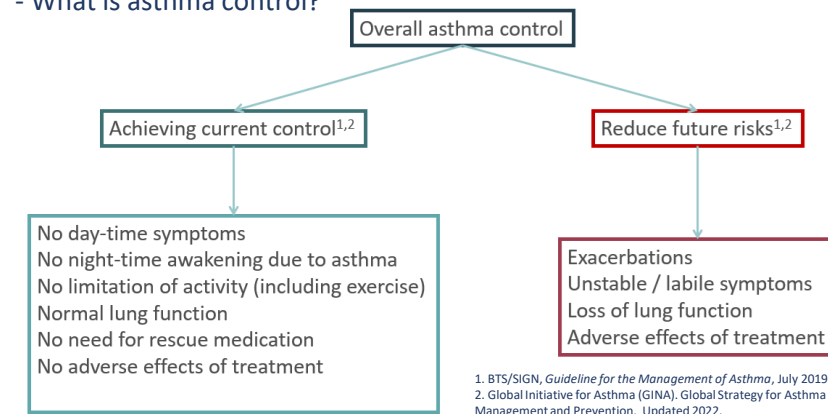 - What is asthma control?
Overall asthma control
Achieving current control1,2
Reduce future risks1,2
No day-time symptoms
No night-time awakening due to asthma
No limitation of activity (including exercise)
Normal lung function
No need for rescue medication
No adverse effects of treatment
Exacerbations
Unstable / labile symptoms
Loss of lung function
Adverse effects of treatment
1. BTS/SIGN, Guideline for the Management of Asthma, July 2019
2. Global Initiative for Asthma (GINA). Global Strategy for Asthma
Management and Prevention. Updated 2022.